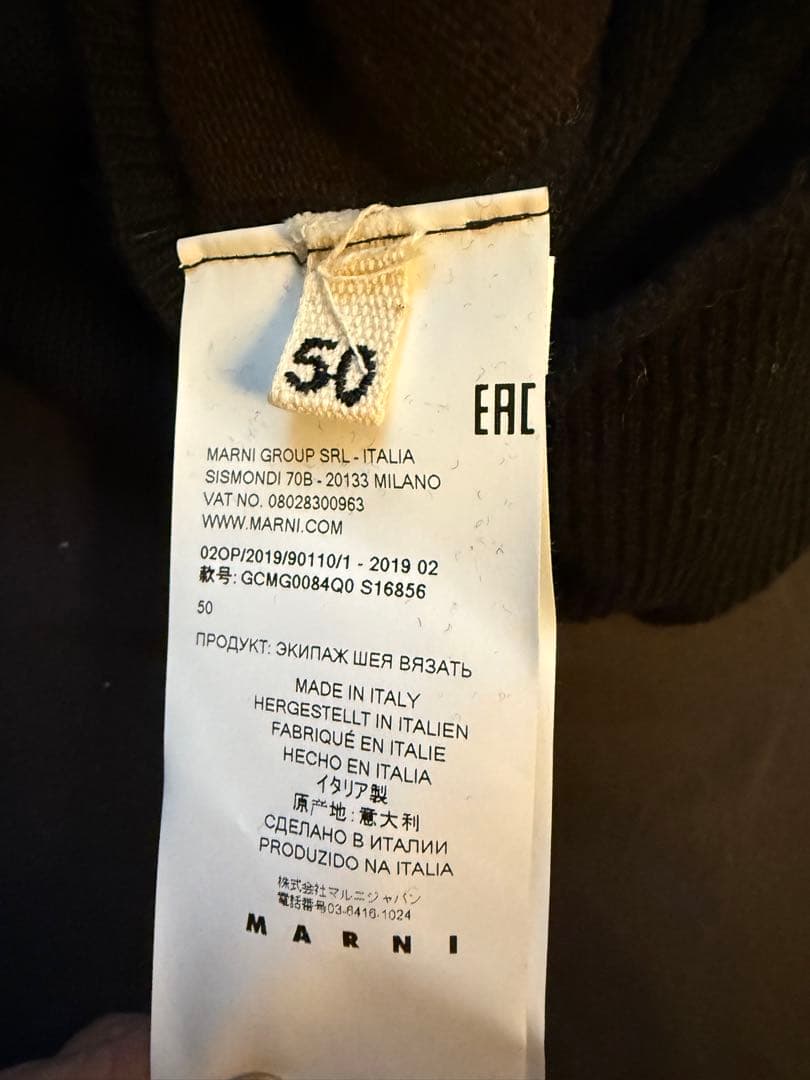 50
EAC
MARNI GROUP SRL - ITALIA
SISMONDI 70B - 20133 MILANO
VAT NO. 08028300963
WWW.MARNI.COM
02OP/2019/90110/1 - 2019 02
款号: GCMG0084Q0 S16856
50
ПРОДУКТ: ЭКИПАЖ ШЕЯ ВЯЗАТЬ
MADE IN ITALY
HERGESTELLT IN ITALIEN
FABRIQUÉ EN ITALIE
HECHO EN ITALIA
イタリア製
原产地: 意大利
СДЕЛАНО В ИТАЛИИ
PRODUZIDO NA ITALIA
株式会社マルニジャパン
電話番号03-6416-1024
MARNI